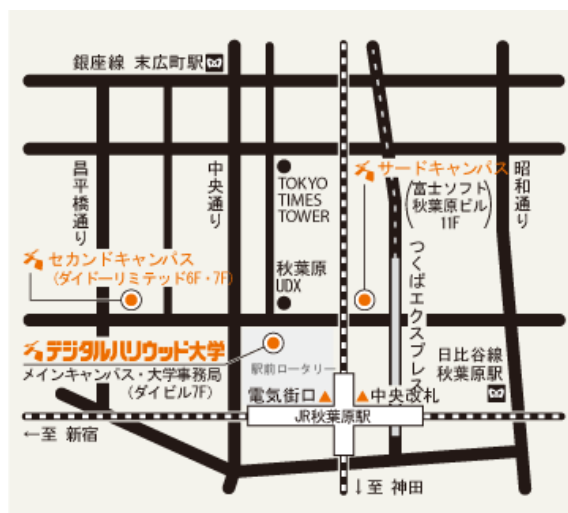 銀座線 末広町駅
昌平橋通り
中央通り
TOKYO
TIMES
TOWER
サードキャンパス
(富士ソフト
秋葉原ビル
11F)
昭和通り
セカンドキャンパス
(ダイドーリミテッド6F・7F)
秋葉原
UDX
つくばエクスプレス
デジタルハリウッド大学
メインキャンパス・大学事務局
(ダイビル7F)
駅前ロータリー
日比谷線
秋葉原駅
電気街口▲
▲中央改札
JR秋葉原駅
←至 新宿
↓至 神田